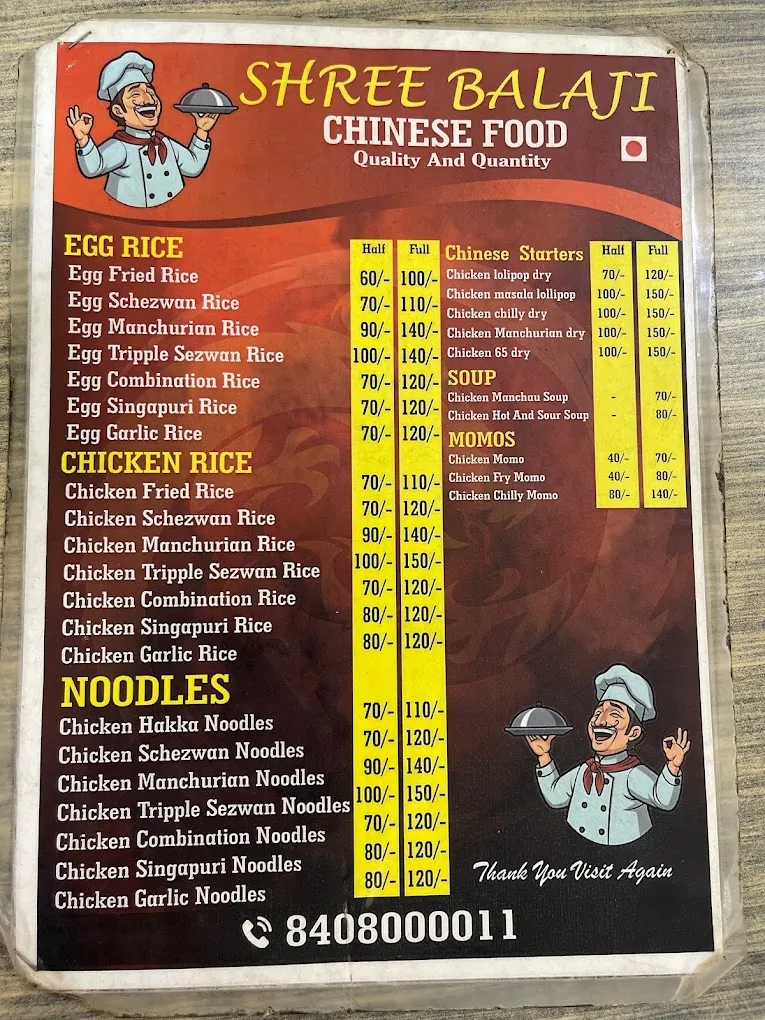 SHREE BALAJI
CHINESE FOOD
Quality And Quantity
EGG RICE Half Full
Egg Fried Rice 60/- 100/-
Egg Schezwan Rice 70/- 110/-
Egg Manchurian Rice 90/- 140/-
Egg Tripple Sezwan Rice 100/- 140/-
Egg Combination Rice 70/- 120/-
Egg Singapuri Rice 70/- 120/-
Egg Garlic Rice 70/- 120/-
CHICKEN RICE
Chicken Fried Rice 70/- 110/-
Chicken Schezwan Rice 70/- 120/-
Chicken Manchurian Rice 90/- 140/-
Chicken Tripple Sezwan Rice 100/- 150/-
Chicken Combination Rice 70/- 120/-
Chicken Singapuri Rice 80/- 120/-
Chicken Garlic Rice 80/- 120/-
NOODLES
Chicken Hakka Noodles 70/- 110/-
Chicken Schezwan Noodles 70/- 120/-
Chicken Manchurian Noodles 90/- 140/-
Chicken Tripple Sezwan Noodles 100/- 150/-
Chicken Combination Noodles 70/- 120/-
Chicken Singapuri Noodles 80/- 120/-
Chicken Garlic Noodles 80/- 120/-
Chinese Starters Half Full
Chicken lolipop dry 70/- 120/-
Chicken masala lollipop 100/- 150/-
Chicken chilly dry 100/- 150/-
Chicken Manchurian dry 100/- 150/-
Chicken 65 dry 100/- 150/-
SOUP
Chicken Manchau Soup - 70/-
Chicken Hot And Sour Soup - 80/-
MOMOS
Chicken Momo 40/- 70/-
Chicken Fry Momo 40/- 80/-
Chicken Chilly Momo 80/- 140/-
Thank You Visit Again
8408000011